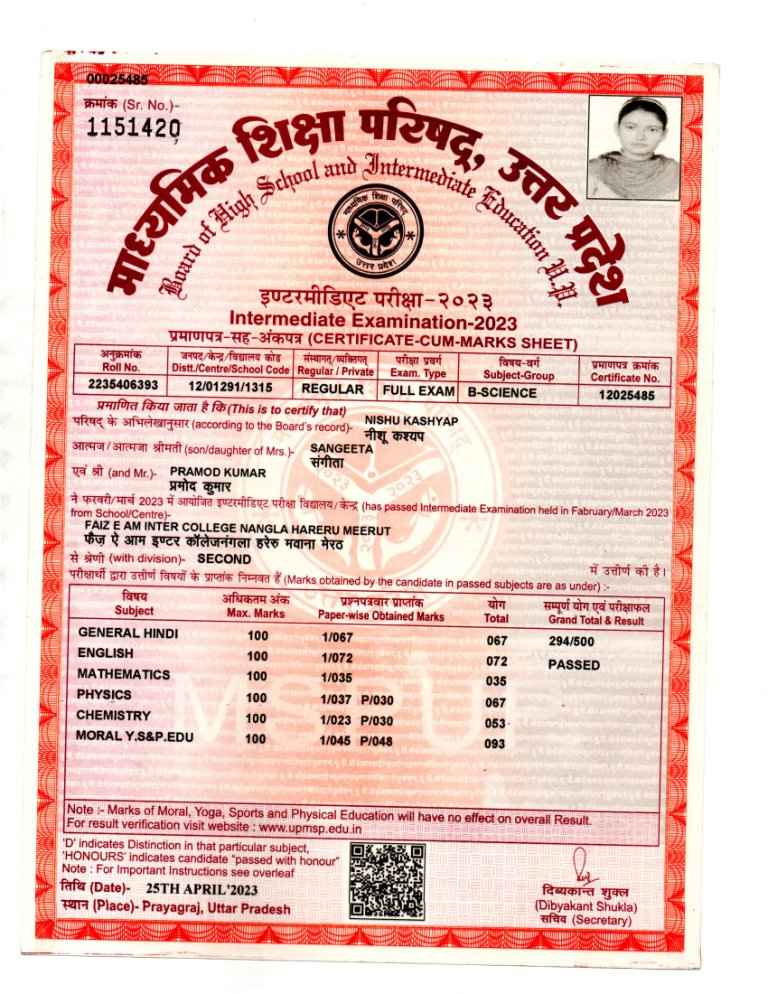 00025485
क्रमांक (Sr. No.)-
1151420
माध्यमिक शिक्षा परिषद्, उत्तर प्रदेश
Board of High School and Intermediate Education U.P.
माध्यमिक शिक्षा परिषद
उत्तर प्रदेश
इण्टरमीडिएट परीक्षा-२०२३
Intermediate Examination-2023
प्रमाणपत्र-सह-अंकपत्र (CERTIFICATE-CUM-MARKS SHEET)
अनुक्रमांक जनपद/केन्द्र/विद्यालय कोड संस्थागत/व्यक्तिगत परीक्षा प्रवर्ग विषय-वर्ग प्रमाणपत्र क्रमांक
Roll No. Distt./Centre/School Code Regular / Private Exam. Type Subject-Group Certificate No.
2235406393 12/01291/1315 REGULAR FULL EXAM B-SCIENCE 12025485
प्रमाणित किया जाता है कि (This is to certify that)
परिषद् के अभिलेखानुसार (according to the Board's record)- NISHU KASHYAP
नीशू कश्यप
आत्मज/आत्मजा श्रीमती (son/daughter of Mrs.)- SANGEETA
संगीता
एवं श्री (and Mr.)- PRAMOD KUMAR
प्रमोद कुमार
ने फरवरी/मार्च 2023 में आयोजित इण्टरमीडिएट परीक्षा विद्यालय/केन्द्र (has passed Intermediate Examination held in Fabruary/March 2023
from School/Centre)-
FAIZ E AM INTER COLLEGE NANGLA HARERU MEERUT
फैज़ ऐ आम इण्टर कॉलेजनंगला हरेरु मवाना मेरठ
से श्रेणी (with division)- SECOND में उत्तीर्ण की है।
परीक्षार्थी द्वारा उत्तीर्ण विषयों के प्राप्तांक निम्नवत हैं (Marks obtained by the candidate in passed subjects are as under) :-
विषय अधिकतम अंक प्रश्नपत्रवार प्राप्तांक योग सम्पूर्ण योग एवं परीक्षाफल
Subject Max. Marks Paper-wise Obtained Marks Total Grand Total & Result
GENERAL HINDI 100 1/067 067 294/500
ENGLISH 100 1/072 072 PASSED
MATHEMATICS 100 1/035 035
PHYSICS 100 1/037 P/030 067
CHEMISTRY 100 1/023 P/030 053
MORAL Y.S&P.EDU 100 1/045 P/048 093
MSP UP
Note :- Marks of Moral, Yoga, Sports and Physical Education will have no effect on overall Result.
For result verification visit website : www.upmsp.edu.in
'D' indicates Distinction in that particular subject,
'HONOURS' indicates candidate "passed with honour"
Note : For Important Instructions see overleaf
तिथि (Date)- 25TH APRIL'2023
स्थान (Place)- Prayagraj, Uttar Pradesh
दिब्यकान्त शुक्ल
(Dibyakant Shukla)
सचिव (Secretary)